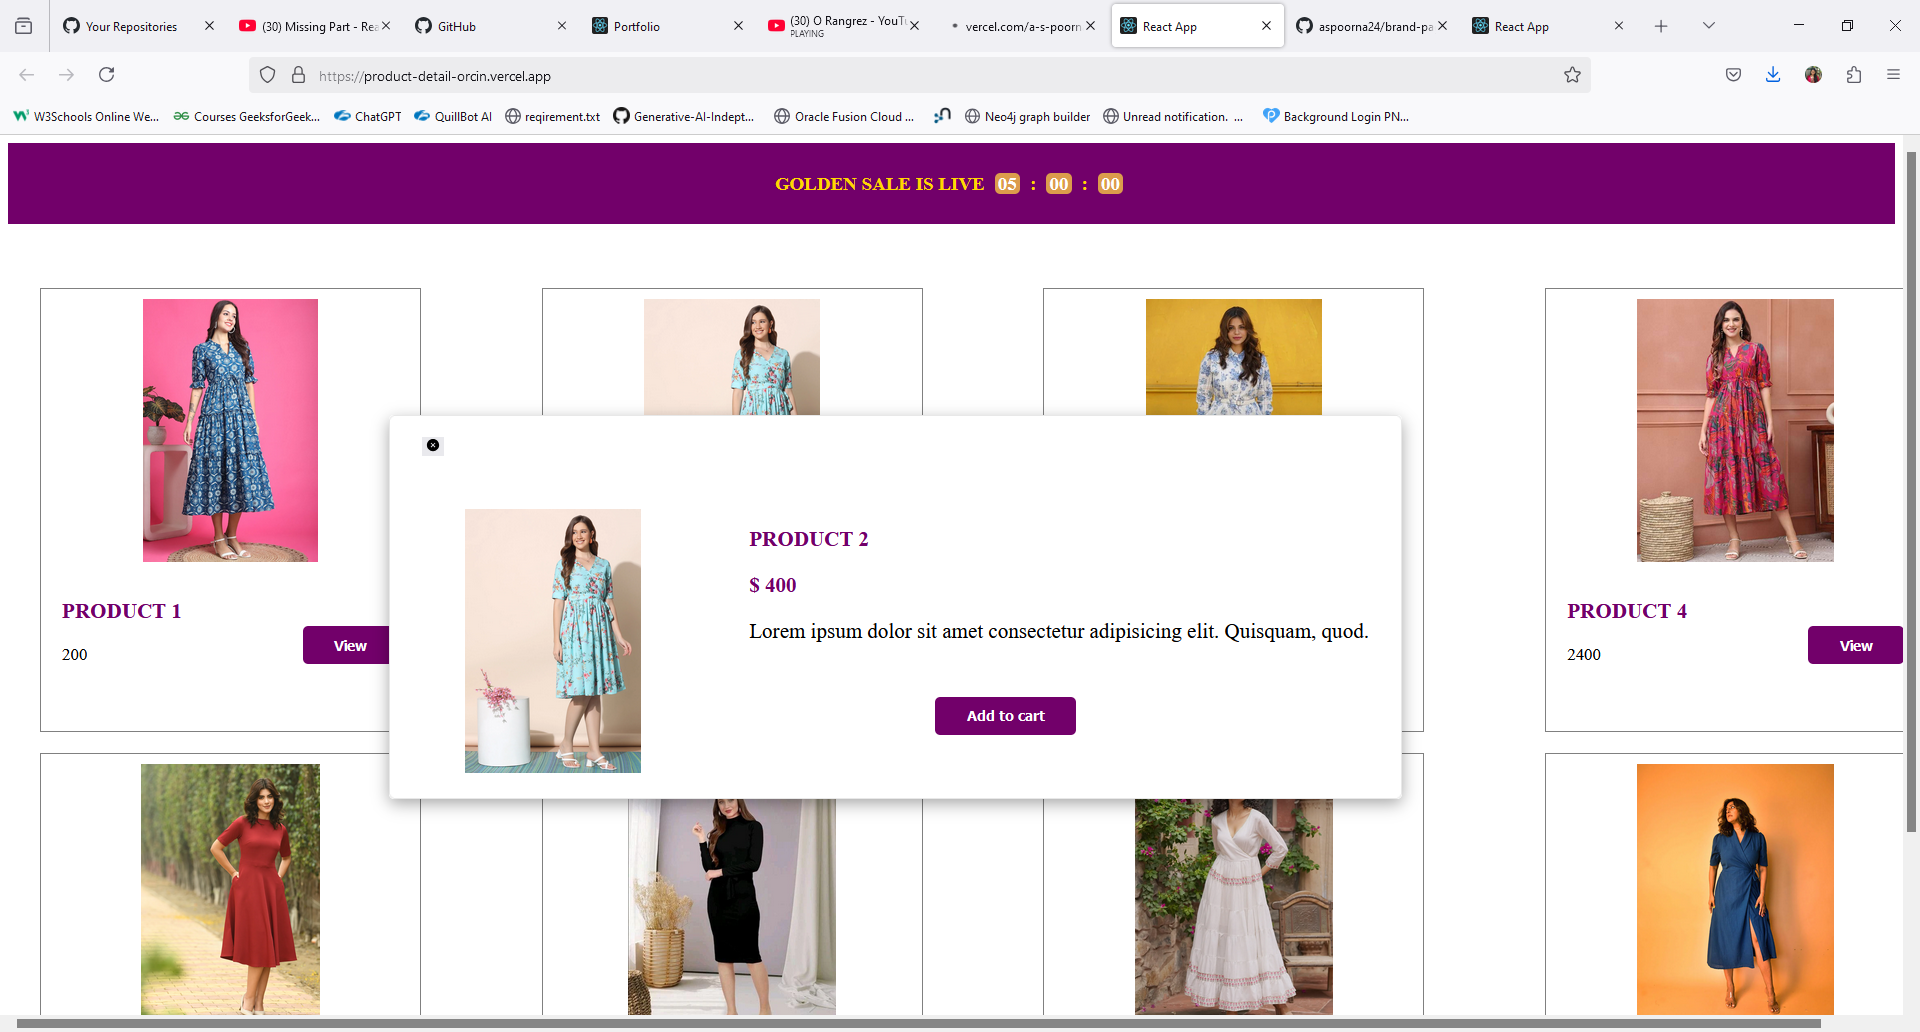 Your Repositories
(30) Missing Part - Rea
GitHub
Portfolio
(30) O Rangrez - YouTu
PLAYING
vercel.com/a-s-poorn
React App
aspoorna24/brand-pa
React App
https://product-detail-orcin.vercel.app
W3Schools Online We...
Courses GeeksforGeek...
ChatGPT
QuillBot AI
reqirement.txt
Generative-AI-Indept...
Oracle Fusion Cloud ...
Neo4j graph builder
Unread notification. ...
Background Login PN...
GOLDEN SALE IS LIVE 05 : 00 : 00
PRODUCT 1
200
View
PRODUCT 2
$ 400
Lorem ipsum dolor sit amet consectetur adipisicing elit. Quisquam, quod.
Add to cart
PRODUCT 4
2400
View